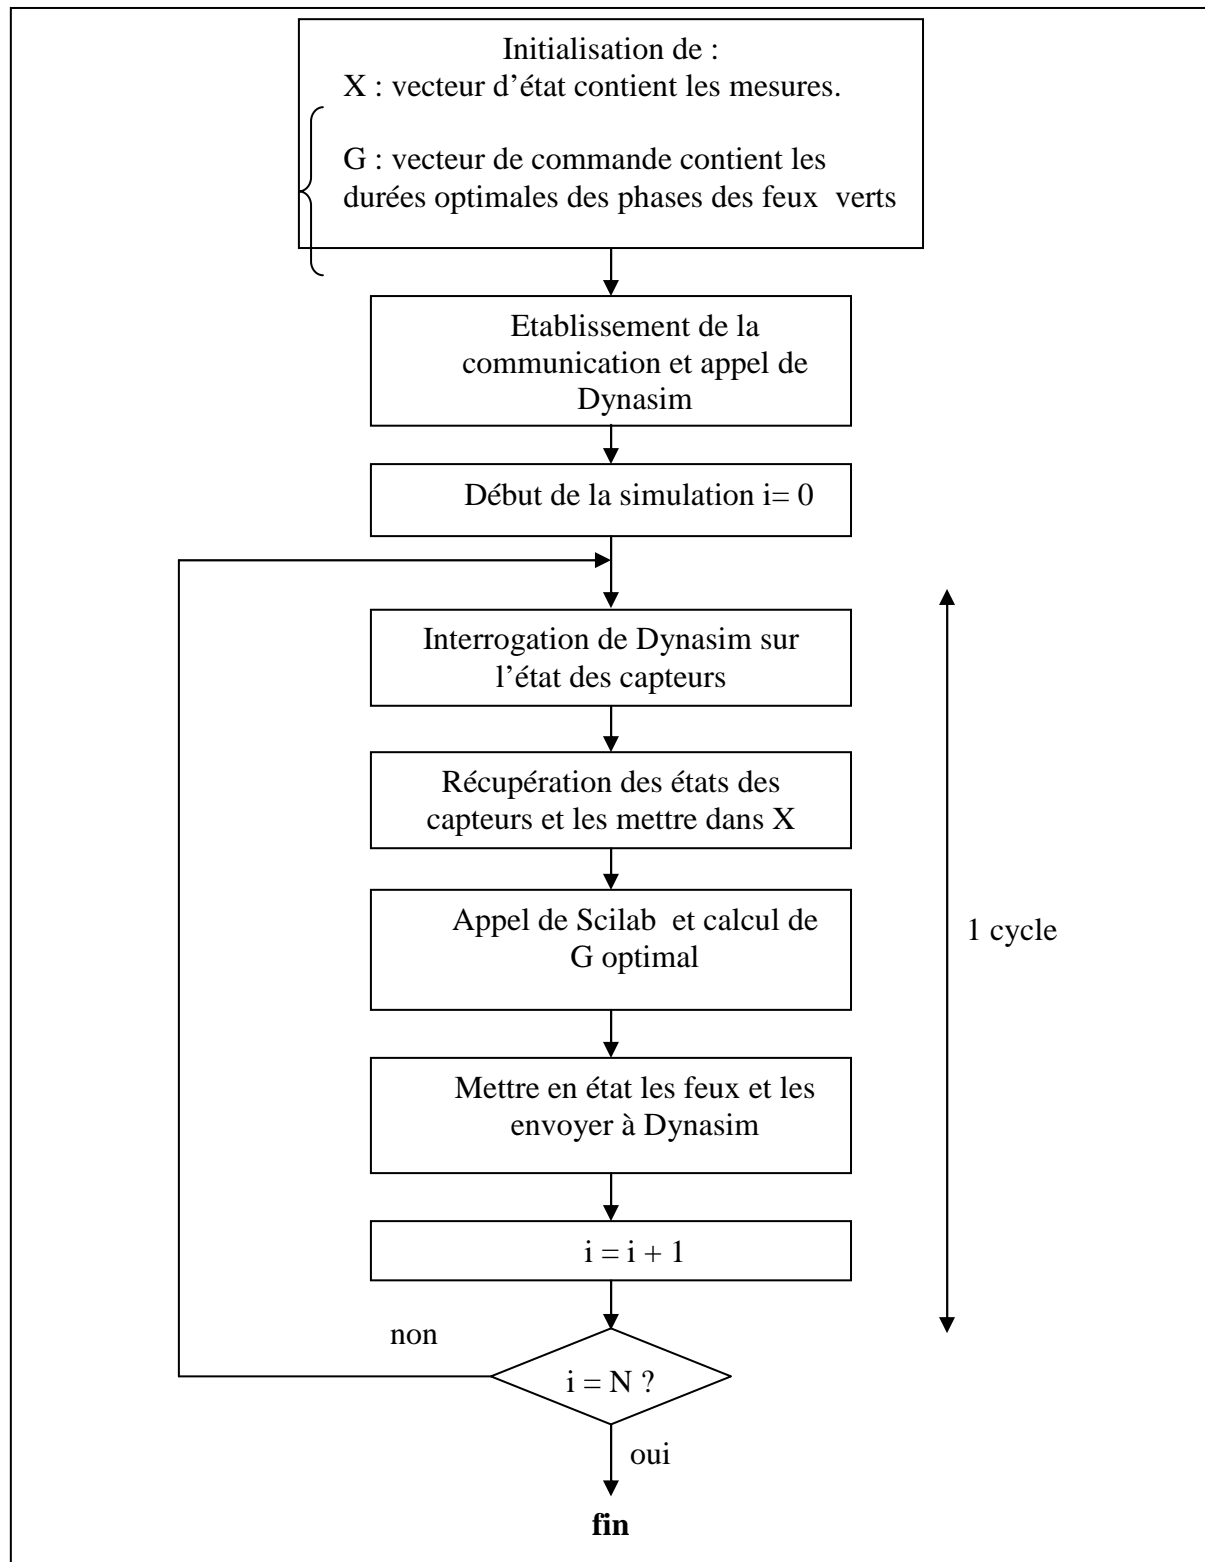 Initialisation de :
X : vecteur d’état contient les mesures.
G : vecteur de commande contient les
durées optimales des phases des feux verts
Etablissement de la
communication et appel de
Dynasim
Début de la simulation i= 0
Interrogation de Dynasim sur
l’état des capteurs
Récupération des états des
capteurs et les mettre dans X
Appel de Scilab et calcul de
G optimal
1 cycle
Mettre en état les feux et les
envoyer à Dynasim
i = i + 1
non
i = N ?
oui
fin